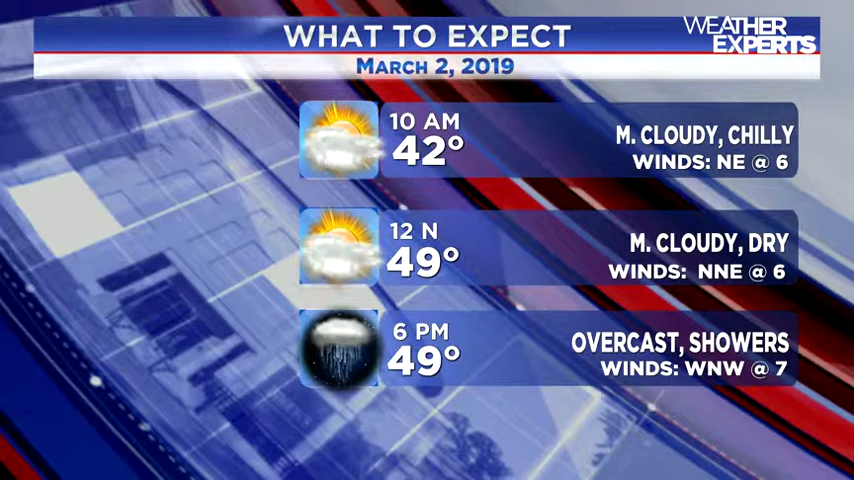 WHAT TO EXPECT
WEATHER
EXPERTS
MARCH 2, 2019
10 AM
42°
M. CLOUDY, CHILLY
WINDS: NE @ 6
12 N
49°
M. CLOUDY, DRY
WINDS: NNE @ 6
6 PM
49°
OVERCAST, SHOWERS
WINDS: WNW @ 7